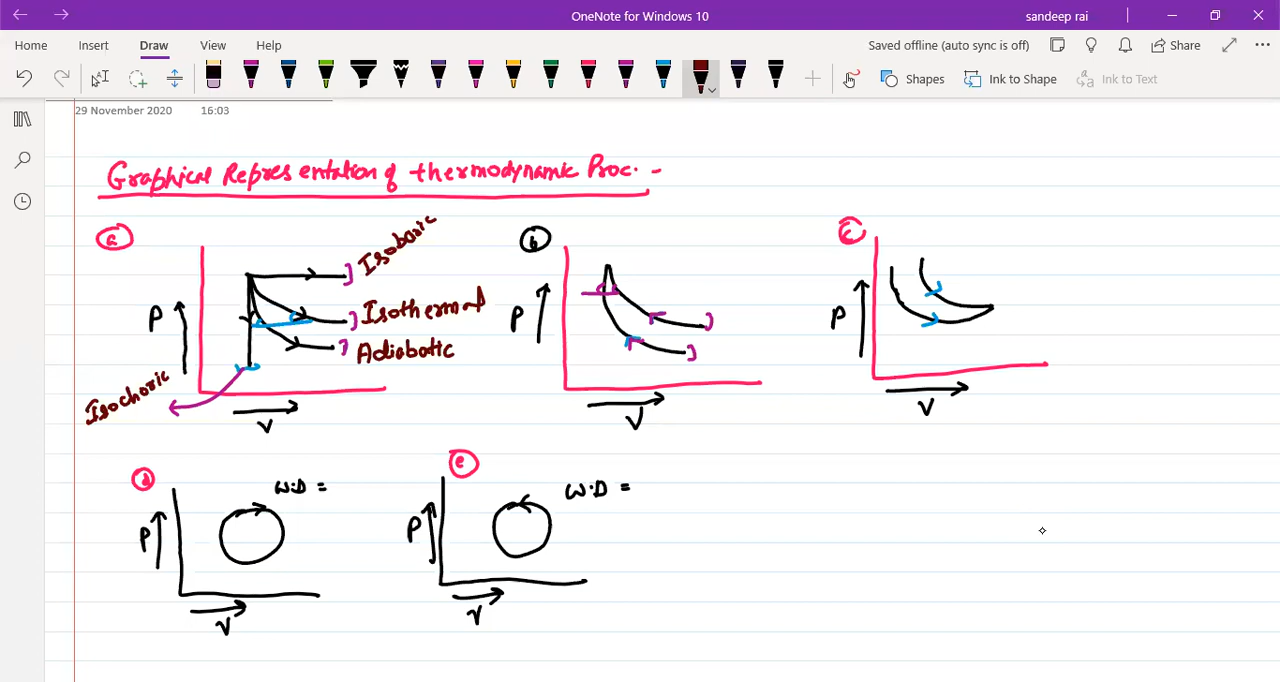 OneNote for Windows 10
sandeep rai
Home Insert Draw View Help
Saved offline (auto sync is off)
Share
Shapes
Ink to Shape
Ink to Text
29 November 2020 16:03
Graphical Representation of thermodynamic Proc. -
a
Isobaric
Isothermal
Adiabatic
Isochoric
P
V
b
P
V
c
P
V
d
W.D =
P
V
e
W.D =
P
V